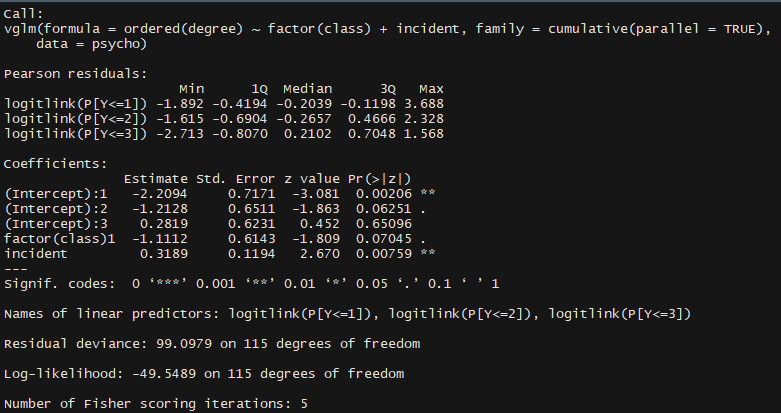 Call:
vglm(formula = ordered(degree) ~ factor(class) + incident, family = cumulative(parallel = TRUE),
    data = psycho)
Pearson residuals:
                    Min      1Q  Median      3Q   Max
logitlink(P[Y<=1]) -1.892 -0.4194 -0.2039 -0.1198 3.688
logitlink(P[Y<=2]) -1.615 -0.6904 -0.2657  0.4666 2.328
logitlink(P[Y<=3]) -2.713 -0.8070  0.2102  0.7048 1.568
Coefficients:
               Estimate Std. Error z value Pr(>|z|)
(Intercept):1   -2.2094     0.7171  -3.081  0.00206 **
(Intercept):2   -1.2128     0.6511  -1.863  0.06251 .
(Intercept):3    0.2819     0.6231   0.452  0.65096
factor(class)1  -1.1112     0.6143  -1.809  0.07045 .
incident         0.3189     0.1194   2.670  0.00759 **
---
Signif. codes:  0 ‘***’ 0.001 ‘**’ 0.01 ‘*’ 0.05 ‘.’ 0.1 ‘ ’ 1
Names of linear predictors: logitlink(P[Y<=1]), logitlink(P[Y<=2]), logitlink(P[Y<=3])
Residual deviance: 99.0979 on 115 degrees of freedom
Log-likelihood: -49.5489 on 115 degrees of freedom
Number of Fisher scoring iterations: 5